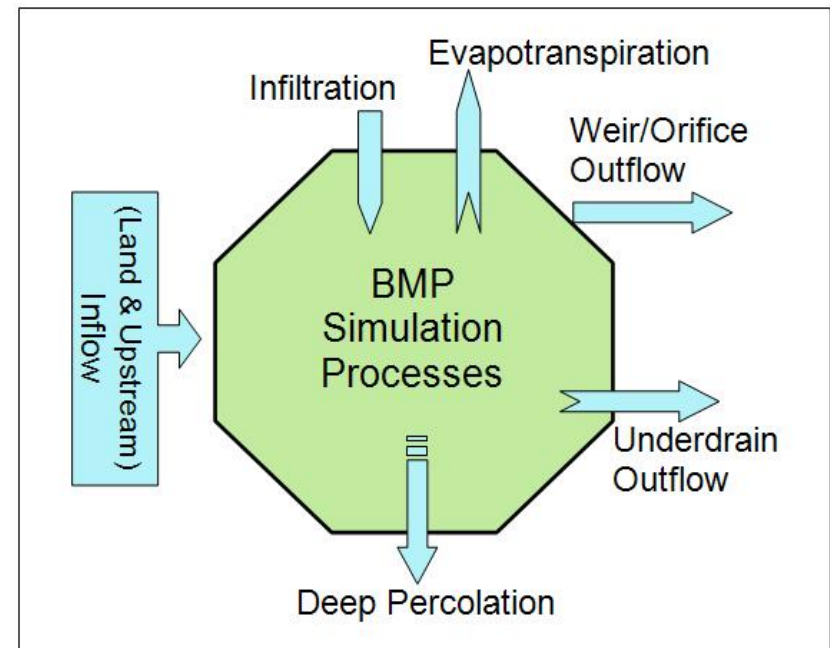 Evapotranspiration
Infiltration
Weir/Orifice
Outflow
(Land & Upstream)
Inflow
BMP
Simulation
Processes
Underdrain
Outflow
Deep Percolation